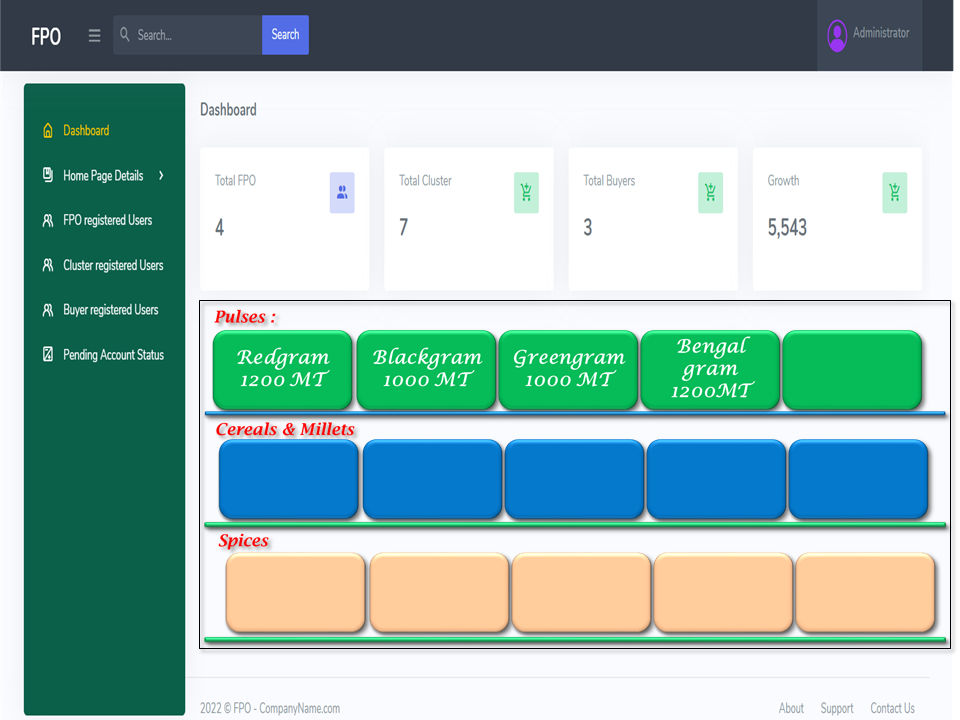 FPO
Search...
Search
Administrator
Dashboard
Home Page Details
FPO registered Users
Cluster registered Users
Buyer registered Users
Pending Account Status
Dashboard
Total FPO
4
Total Cluster
7
Total Buyers
3
Growth
5,543
Pulses :
Redgram
1200 MT
Blackgram
1000 MT
Greengram
1000 MT
Bengal
gram
1200MT
Cereals & Millets
Spices
2022 © FPO - CompanyName.com
About
Support
Contact Us